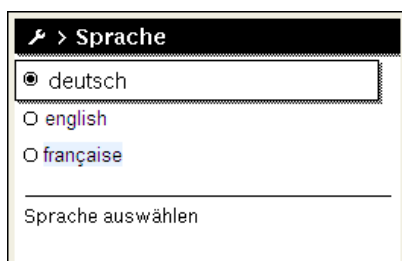 > Sprache
deutsch
english
française
Sprache auswählen